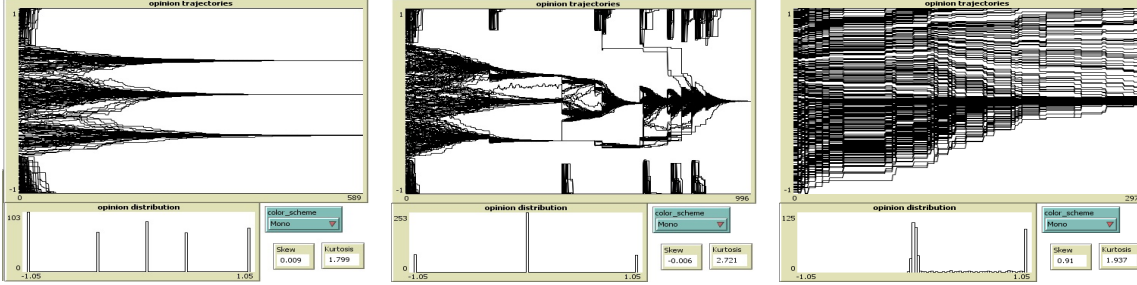 opinion trajectories
1
-1
0
589
opinion distribution
103
0
-1.05
1.05
color_scheme
Mono
Skew
0.009
Kurtosis
1.799
opinion trajectories
1
-1
0
996
opinion distribution
253
0
-1.05
1.05
color_scheme
Mono
Skew
-0.006
Kurtosis
2.721
opinion trajectories
1
-1
0
297
opinion distribution
125
0
-1.05
1.05
color_scheme
Mono
Skew
0.91
Kurtosis
1.937